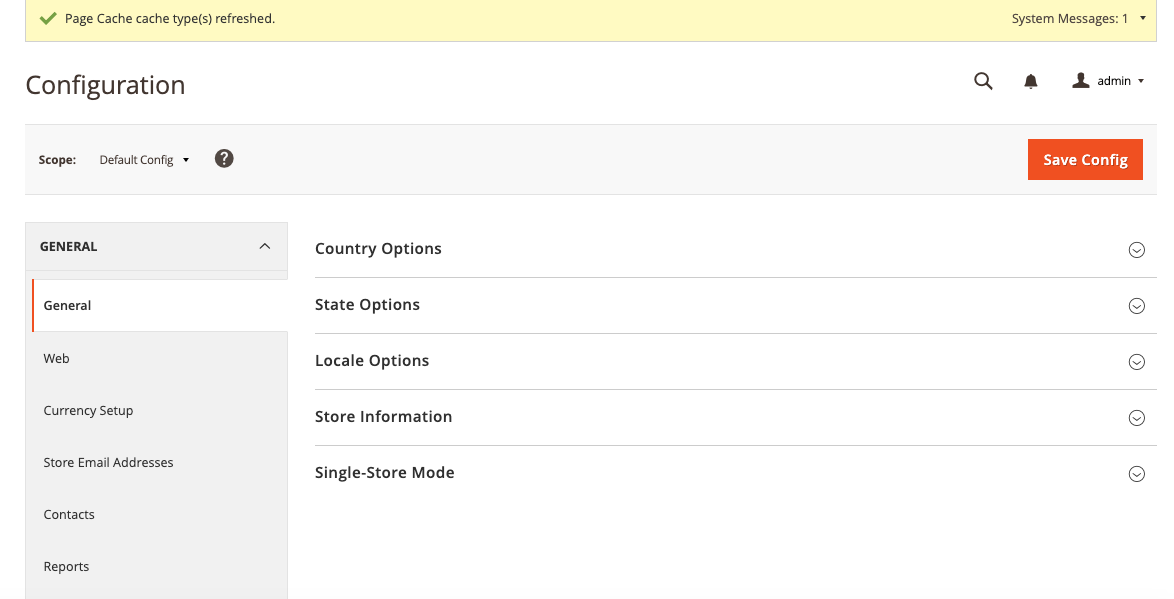 Page Cache cache type(s) refreshed.
System Messages: 1
Configuration
admin
Scope: Default Config ?
Save Config
GENERAL
General
Web
Currency Setup
Store Email Addresses
Contacts
Reports
Country Options
State Options
Locale Options
Store Information
Single-Store Mode